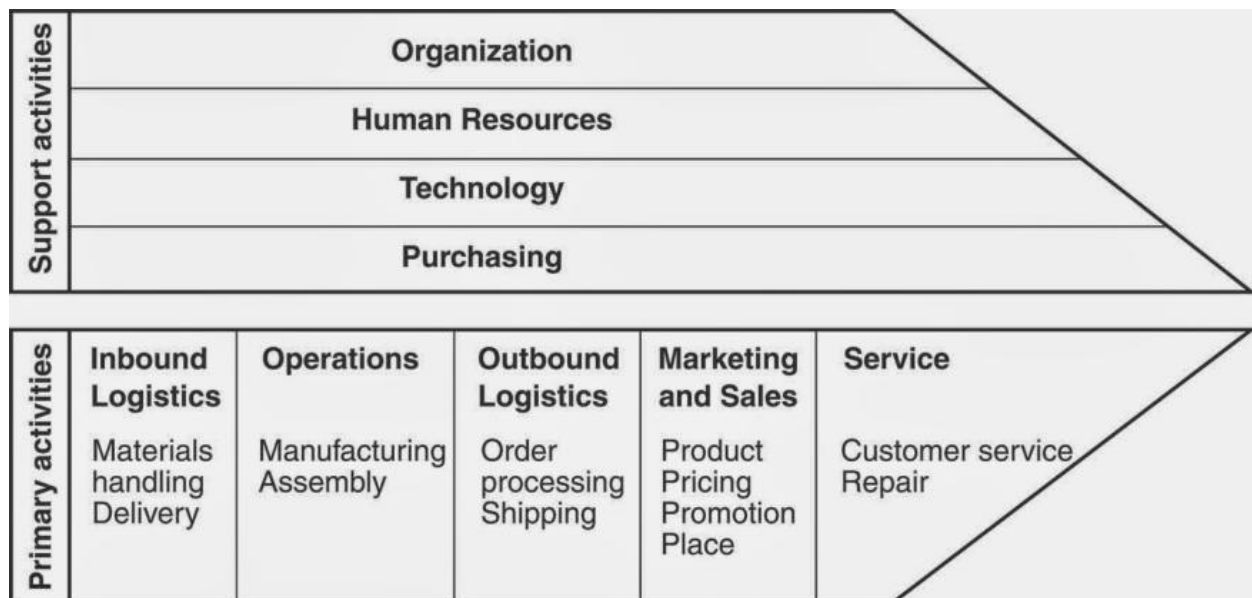 Support activities
Organization
Human Resources
Technology
Purchasing
Primary activities
Inbound
Logistics
Materials
handling
Delivery
Operations
Manufacturing
Assembly
Outbound
Logistics
Order
processing
Shipping
Marketing
and Sales
Product
Pricing
Promotion
Place
Service
Customer service
Repair